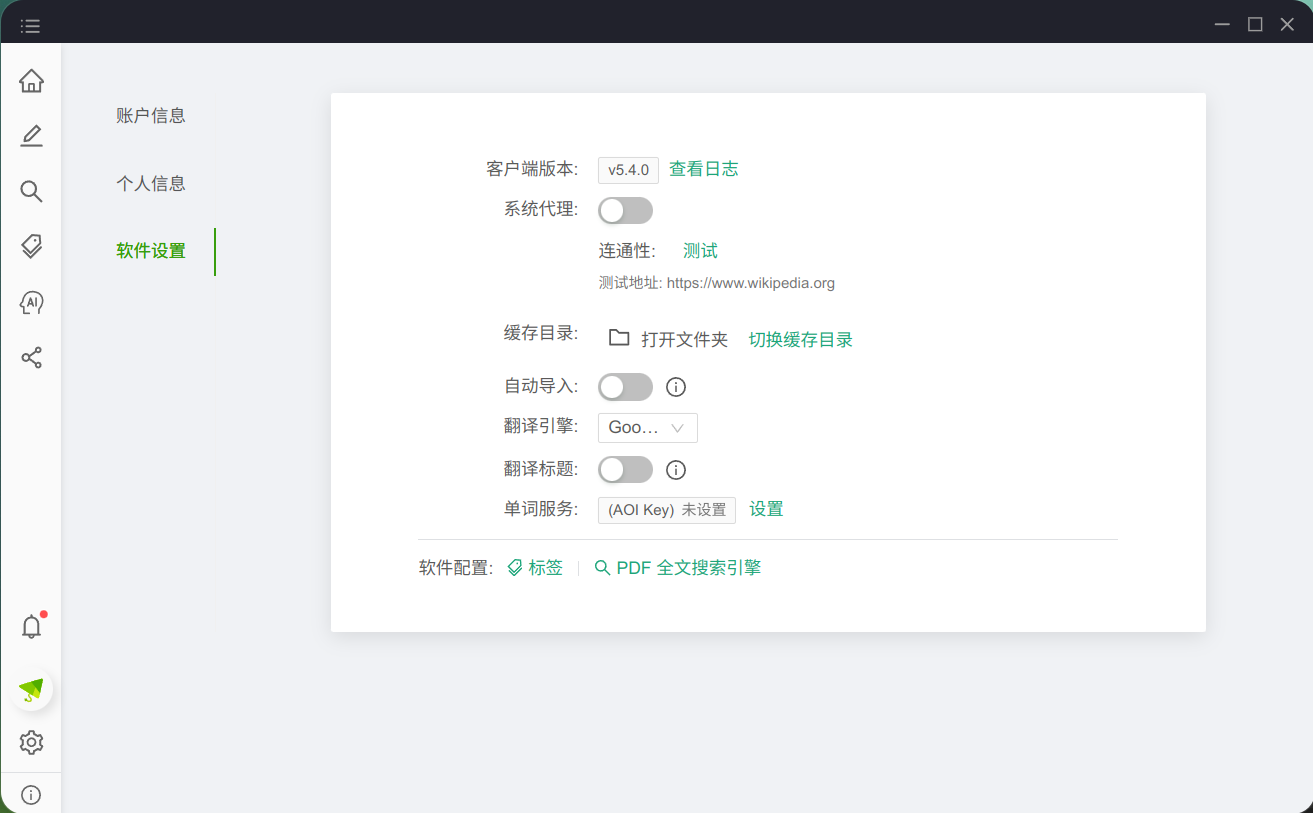 AI
账户信息
个人信息
软件设置
客户端版本: v5.4.0 查看日志
系统代理:
连通性: 测试
测试地址: https://www.wikipedia.org
缓存目录: 打开文件夹 切换缓存目录
自动导入:
翻译引擎: Goo...
翻译标题:
单词服务: (AOI Key) 未设置 设置
软件配置: 标签 PDF 全文搜索引擎